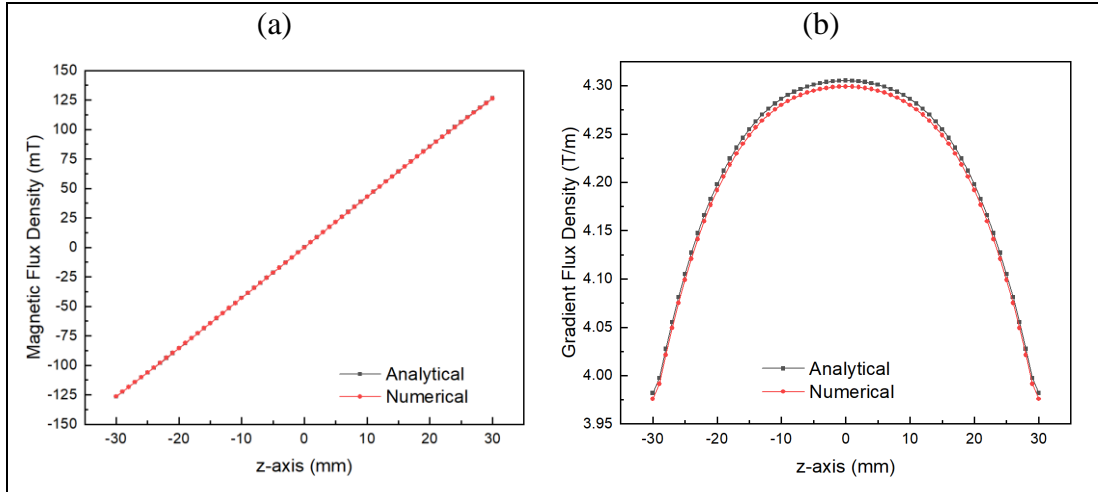 (a)
Magnetic Flux Density (mT)
150
125
100
75
50
25
0
-25
-50
-75
-100
-125
-150
Analytical
Numerical
-30 -20 -10 0 10 20 30
z-axis (mm)
(b)
Gradient Flux Density (T/m)
4.30
4.25
4.20
4.15
4.10
4.05
4.00
3.95
Analytical
Numerical
-30 -20 -10 0 10 20 30
z-axis (mm)